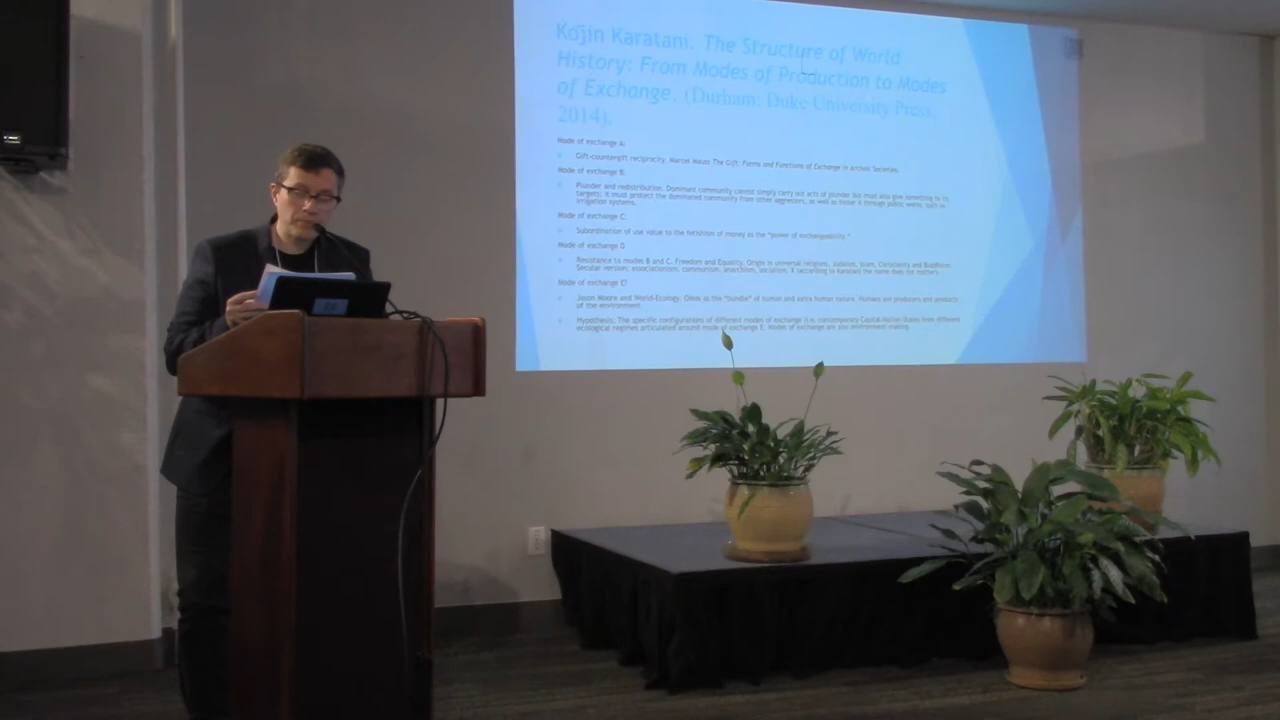 Kojin Karatani. The Structure of World
History: From Modes of Production to Modes
of Exchange. (Durham: Duke University Press,
2014).
Mode of exchange A:
Gift-countergift reciprocity. Marcel Mauss The Gift: Forms and Functions of Exchange in Archaic Societies.
Mode of exchange B:
Plunder and redistribution. Dominant community cannot simply carry out acts of plunder but must also give something to its
targets: it must protect the dominated community from other aggressors, as well as foster it through public works, such as
irrigation systems.
Mode of exchange C:
Subordination of use value to the fetishism of money as the "power of exchangeability."
Mode of exchange D
Resistance to modes B and C. Freedom and Equality. Origin in universal religions, Judaism, Islam, Christianity and Buddhism.
Secular version: associationism, communism, anarchism, socialism, X (according to Karatani the name does not matter).
Mode of exchange E?
Jason Moore and World-Ecology. Oikos as the "bundle" of human and extra human nature. Humans are producers and products
of the environment.
Hypothesis: The specific configurations of different modes of exchange (i.e. contemporary Capital-Nation-State) form different
ecological regimes articulated around mode of exchange E: Modes of exchange are also environment making.